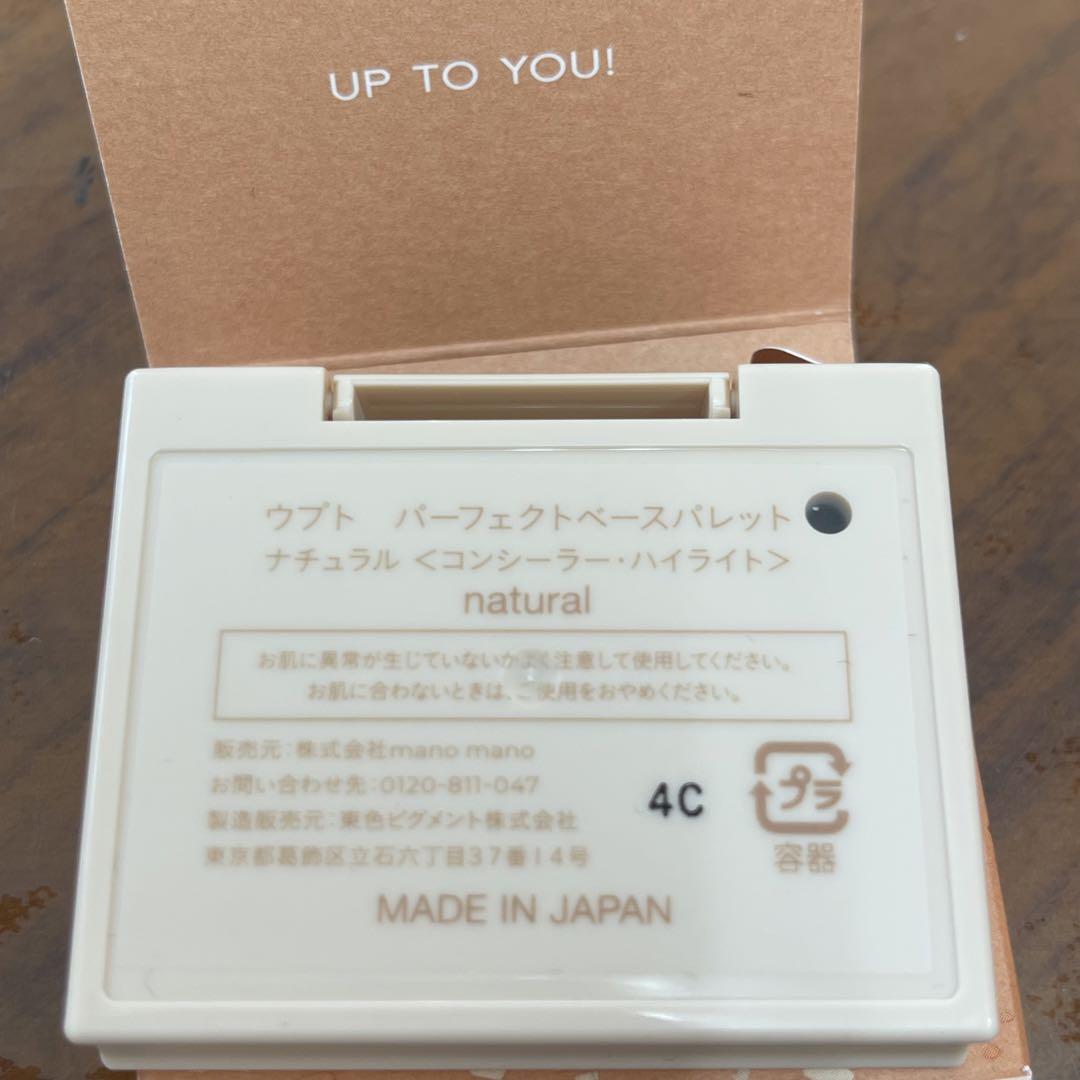 UP TO YOU!
ウプト　パーフェクトベースパレット
ナチュラル <コンシーラー・ハイライト>
natural
お肌に異常が生じていないかよく注意して使用してください。
お肌に合わないときは、ご使用をおやめください。
販売元:株式会社mano mano
お問い合わせ先:0120-811-047
製造販売元:東色ピグメント株式会社
東京都葛飾区立石六丁目37番14号
4C
プラ
容器
MADE IN JAPAN